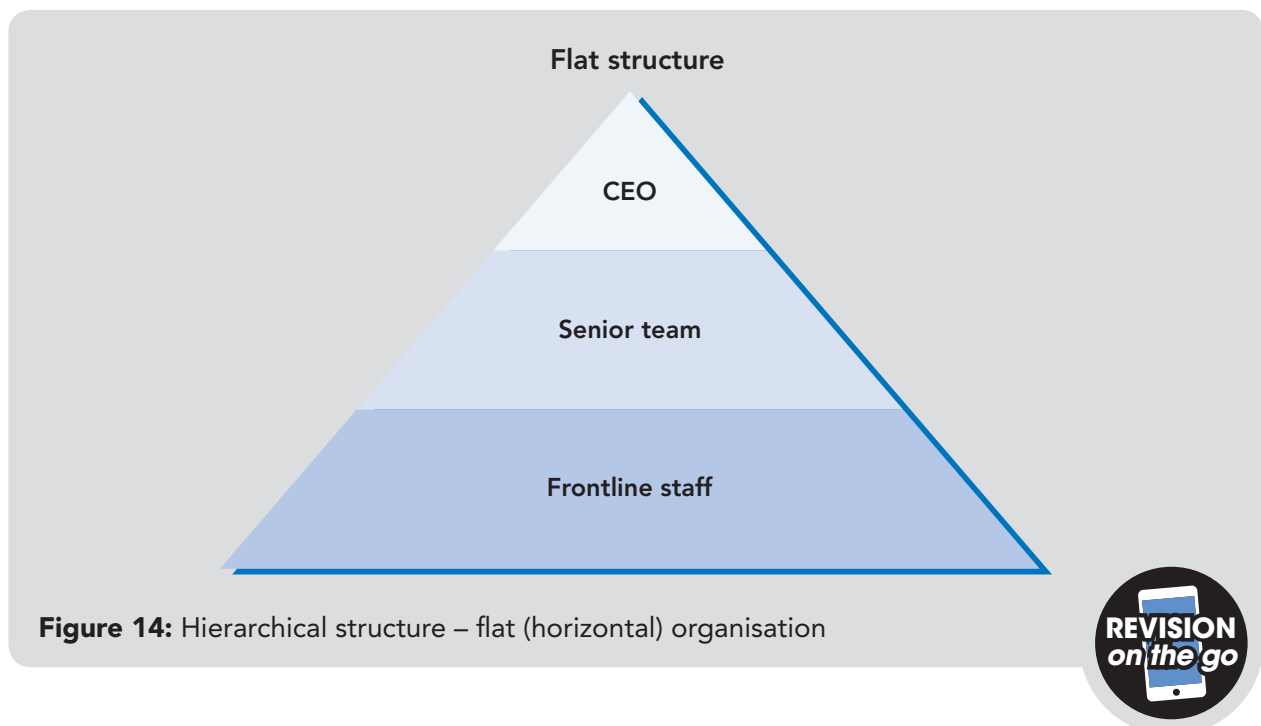 Flat structure
CEO
Senior team
Frontline staff
Figure 14: Hierarchical structure – flat (horizontal) organisation
REVISION
on the go